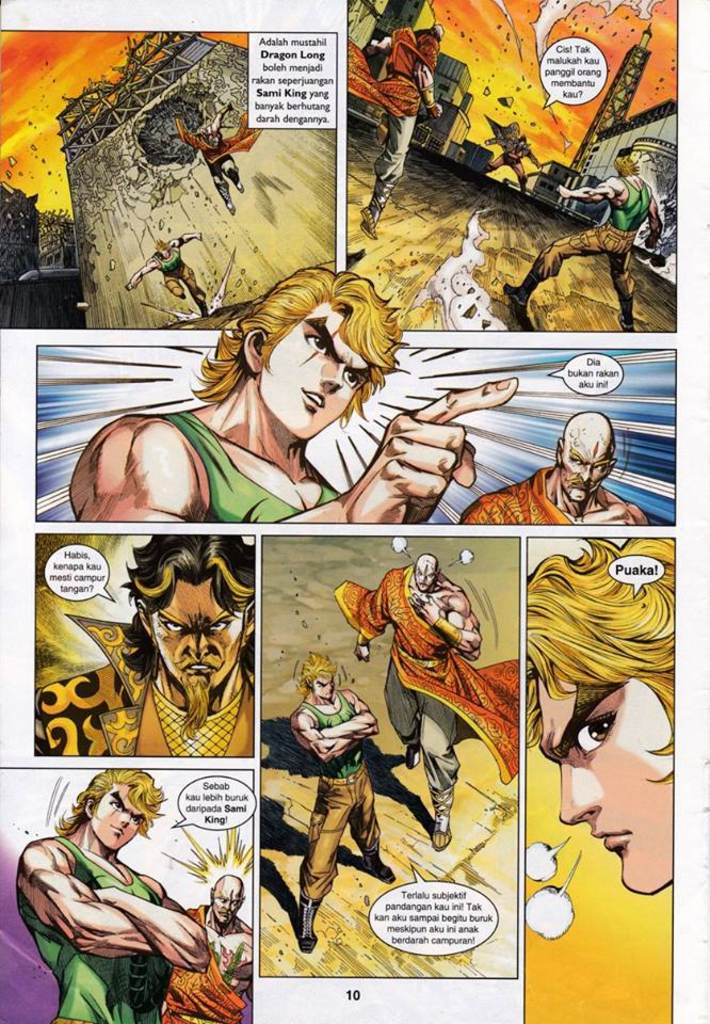 Adalah mustahil
Dragon Long
boleh menjadi
rakan seperjuangan
Sami King yang
banyak berhutang
darah dengannya.
Cis! Tak
malukah kau
panggil orang
membantu
kau?
Dia
bukan rakan
aku ini!
Habis,
kenapa kau
mesti campur
tangan?
Terlalu subjektif
pandangan kau ini! Tak
kan aku sampai begitu buruk
meskipun aku ini anak
berdarah campuran!
Puaka!
Sebab
kau lebih buruk
daripada Sami
King!
10